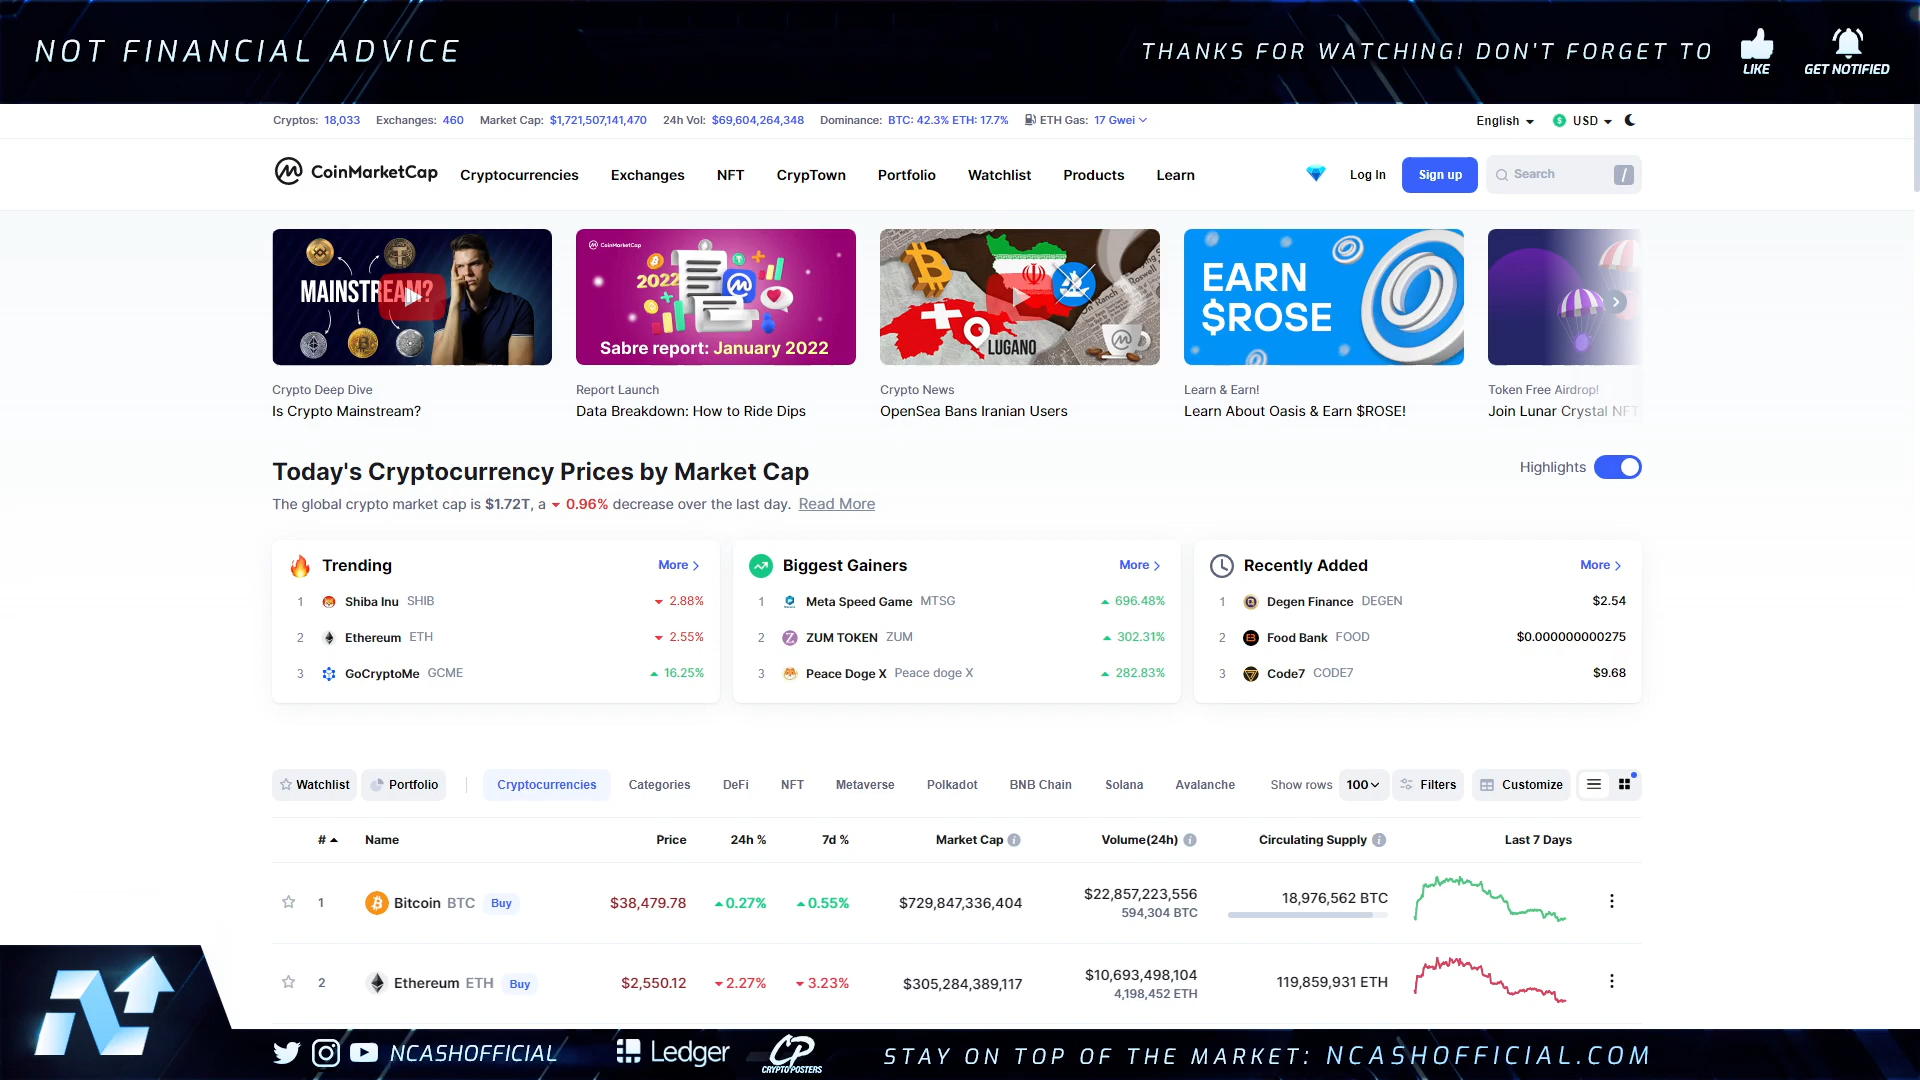 NOT FINANCIAL ADVICE
THANKS FOR WATCHING! DON'T FORGET TO
LIKE
GET NOTIFIED
Cryptos: 18,033 Exchanges: 460 Market Cap: $1,721,507,141,470 24h Vol: $69,604,264,348 Dominance: BTC: 42.3% ETH: 17.7% ETH Gas: 17 Gwei
English USD
CoinMarketCap Cryptocurrencies Exchanges NFT CrypTown Portfolio Watchlist Products Learn Log In Sign up Search /
MAINSTREAM?
CoinMarketCap
2022
Sabre report: January 2022
LUGANO
EARN
$ROSE
Crypto Deep Dive
Is Crypto Mainstream?
Report Launch
Data Breakdown: How to Ride Dips
Crypto News
OpenSea Bans Iranian Users
Learn & Earn!
Learn About Oasis & Earn $ROSE!
Token Free Airdrop!
Join Lunar Crystal NFT
Today's Cryptocurrency Prices by Market Cap
Highlights
The global crypto market cap is $1.72T, a 0.96% decrease over the last day. Read More
Trending More
1 Shiba Inu SHIB 2.88%
2 Ethereum ETH 2.55%
3 GoCryptoMe GCME 16.25%
Biggest Gainers More
1 Meta Speed Game MTSG 696.48%
2 ZUM TOKEN ZUM 302.31%
3 Peace Doge X Peace doge X 282.83%
Recently Added More
1 Degen Finance DEGEN $2.54
2 Food Bank FOOD $0.000000000275
3 Code7 CODE7 $9.68
Watchlist Portfolio Cryptocurrencies Categories DeFi NFT Metaverse Polkadot BNB Chain Solana Avalanche Show rows 100 Filters Customize
# Name Price 24h % 7d % Market Cap Volume(24h) Circulating Supply Last 7 Days
1 Bitcoin BTC Buy $38,479.78 0.27% 0.55% $729,847,336,404 $22,857,223,556 18,976,562 BTC
594,304 BTC
2 Ethereum ETH Buy $2,550.12 2.27% 3.23% $305,284,389,117 $10,693,498,104 119,859,931 ETH
4,198,452 ETH
NCASHOFFICIAL
Ledger
CP
CRYPTOPOSTERS
STAY ON TOP OF THE MARKET: NCASHOFFICIAL.COM